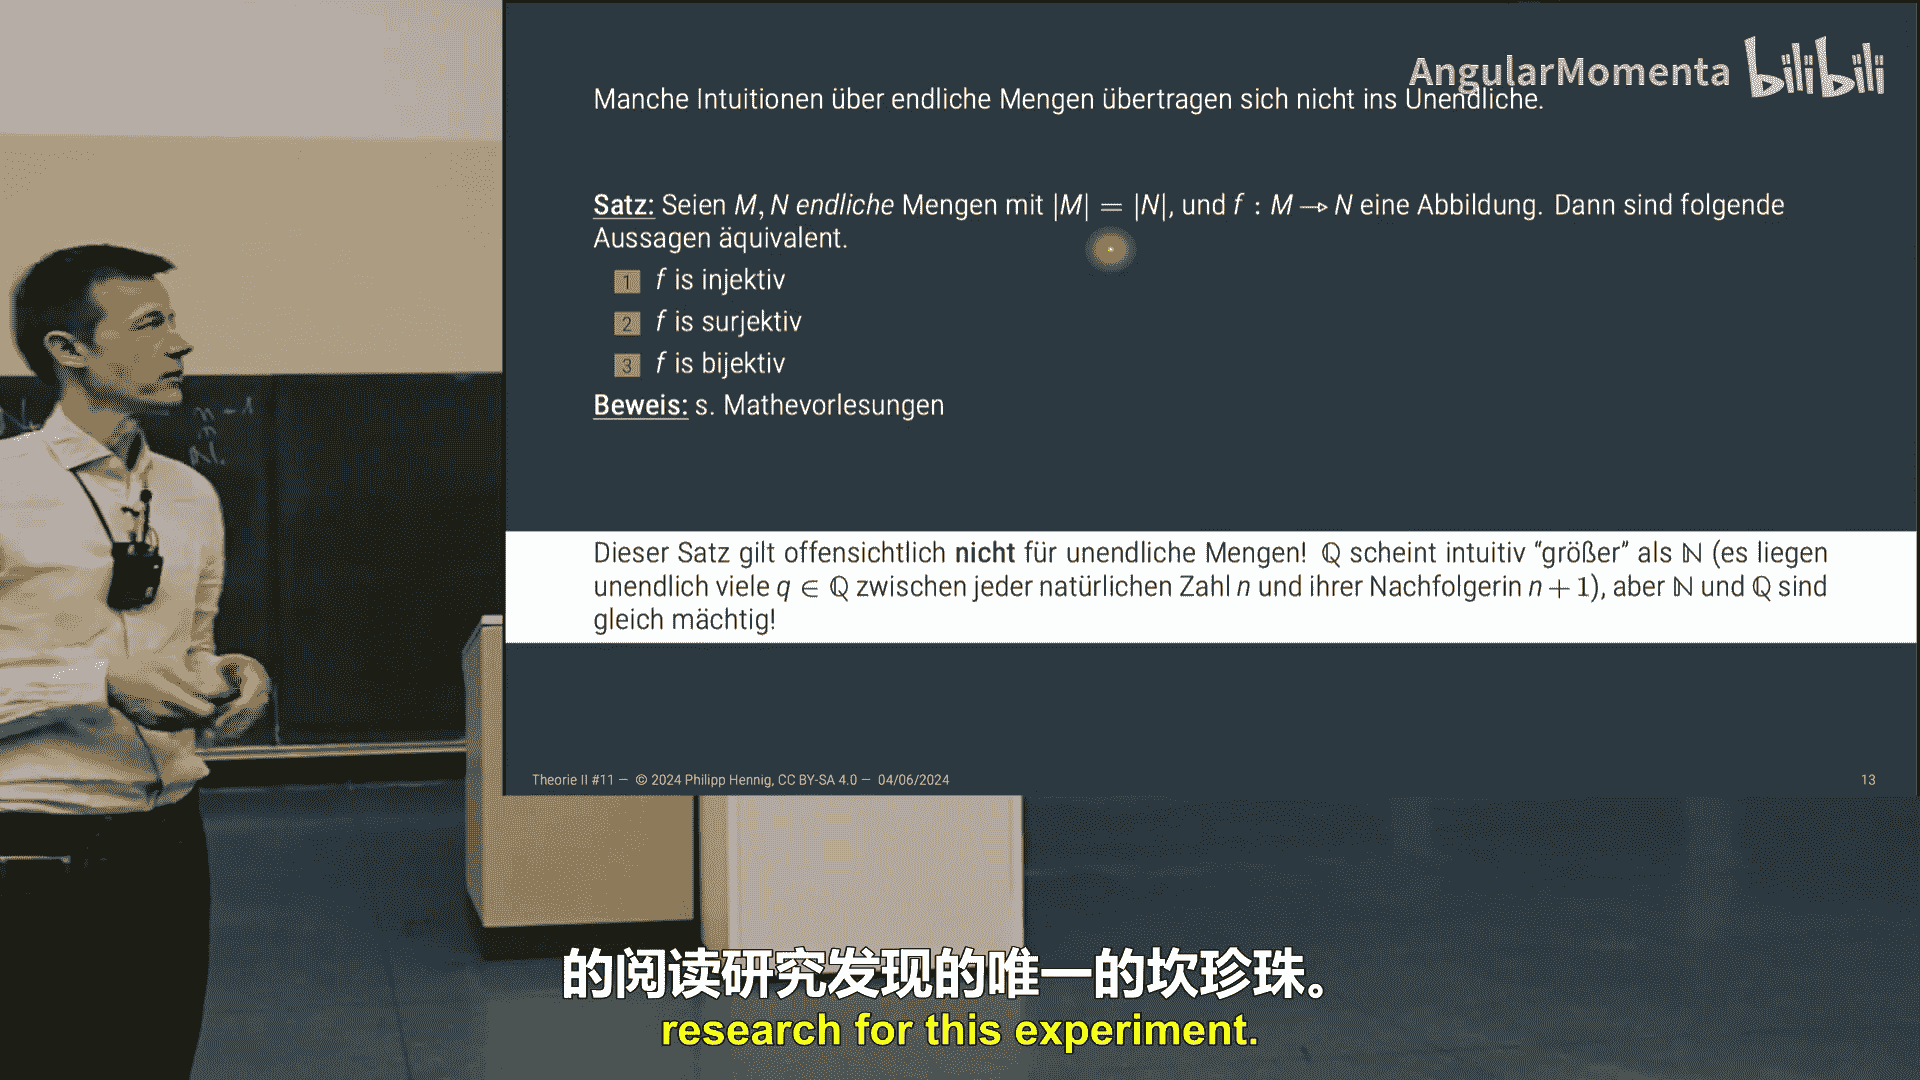 AngularMomenta bilibili
Manche Intuitionen über endliche Mengen übertragen sich nicht ins Unendliche.
Satz: Seien M, N endliche Mengen mit |M| = |N|, und f : M → N eine Abbildung. Dann sind folgende
Aussagen äquivalent.
1 f is injektiv
2 f is surjektiv
3 f is bijektiv
Beweis: s. Mathevorlesungen
Dieser Satz gilt offensichtlich nicht für unendliche Mengen! ℚ scheint intuitiv “größer” als ℕ (es liegen
unendlich viele q ∈ ℚ zwischen jeder natürlichen Zahl n und ihrer Nachfolgerin n + 1), aber ℕ und ℚ sind
gleich mächtig!
Theorie II #11 — © 2024 Philipp Hennig, CC BY-SA 4.0 — 04/06/2024
13
的阅读研究发现的唯一的坎珍珠。
research for this experiment.